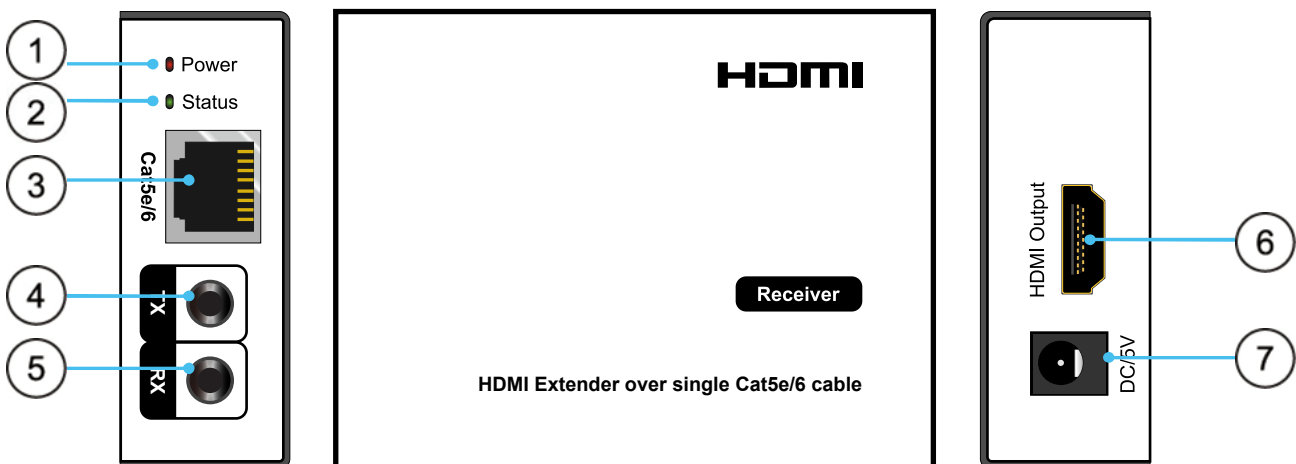 1
Power
2
Status
3
Cat5e/6
4
TX
5
RX
HDMI
Receiver
HDMI Extender over single Cat5e/6 cable
HDMI Output
6
DC/5V
7